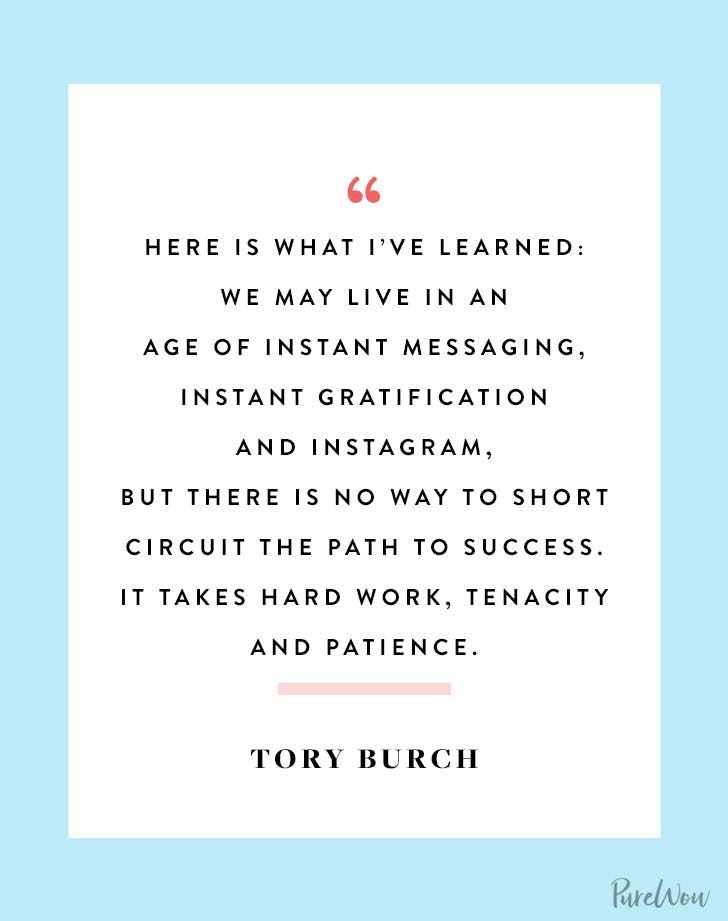 “
HERE IS WHAT I’VE LEARNED:
WE MAY LIVE IN AN
AGE OF INSTANT MESSAGING,
INSTANT GRATIFICATION
AND INSTAGRAM,
BUT THERE IS NO WAY TO SHORT
CIRCUIT THE PATH TO SUCCESS.
IT TAKES HARD WORK, TENACITY
AND PATIENCE.
TORY BURCH
PureWow